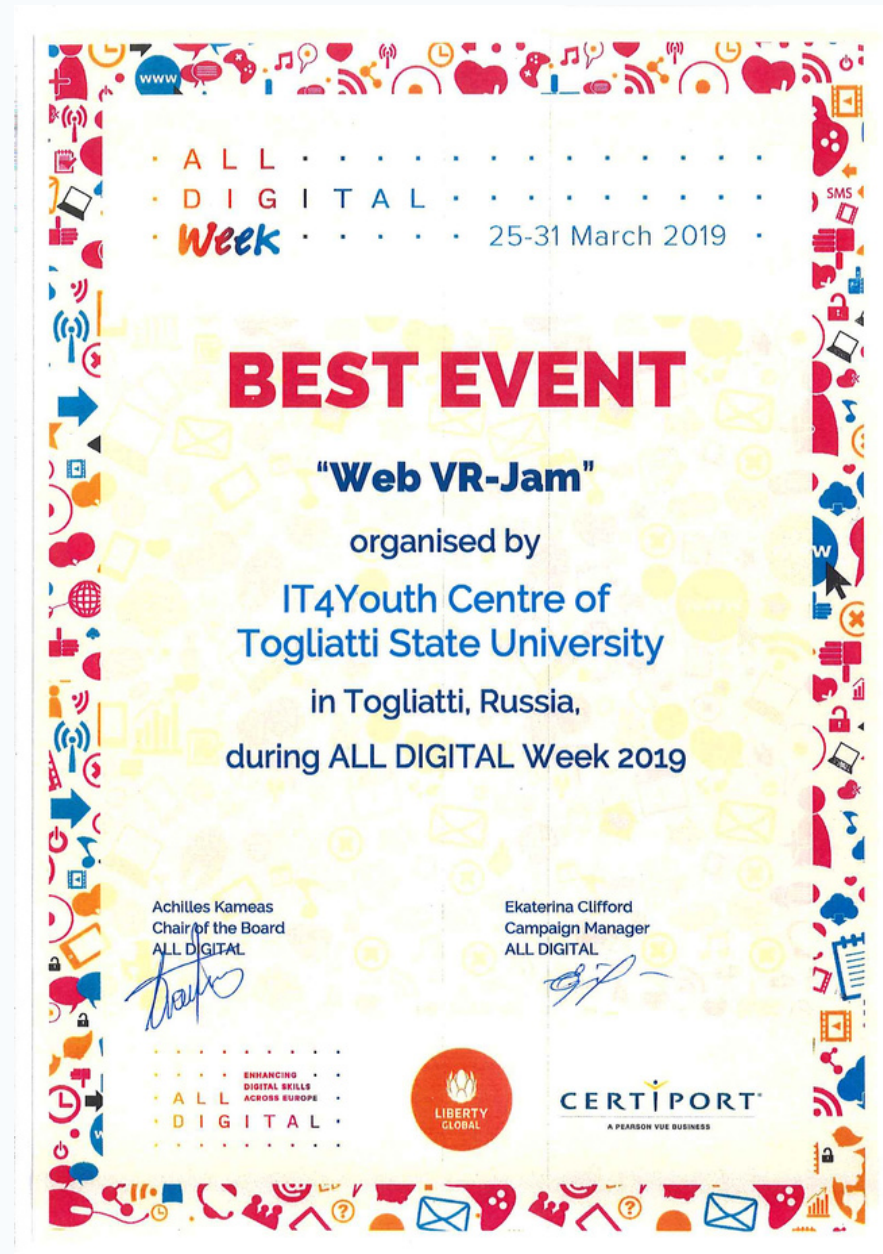 www
SMS
ALL
DIGITAL
Week
25-31 March 2019
BEST EVENT
“Web VR-Jam”
organised by
IT4Youth Centre of
Togliatti State University
in Togliatti, Russia,
during ALL DIGITAL Week 2019
Achilles Kameas
Chair of the Board
ALL DIGITAL
Ekaterina Clifford
Campaign Manager
ALL DIGITAL
ENHANCING
DIGITAL SKILLS
ACROSS EUROPE
ALL
DIGITAL
LIBERTY
GLOBAL
CERTIPORT
A PEARSON VUE BUSINESS